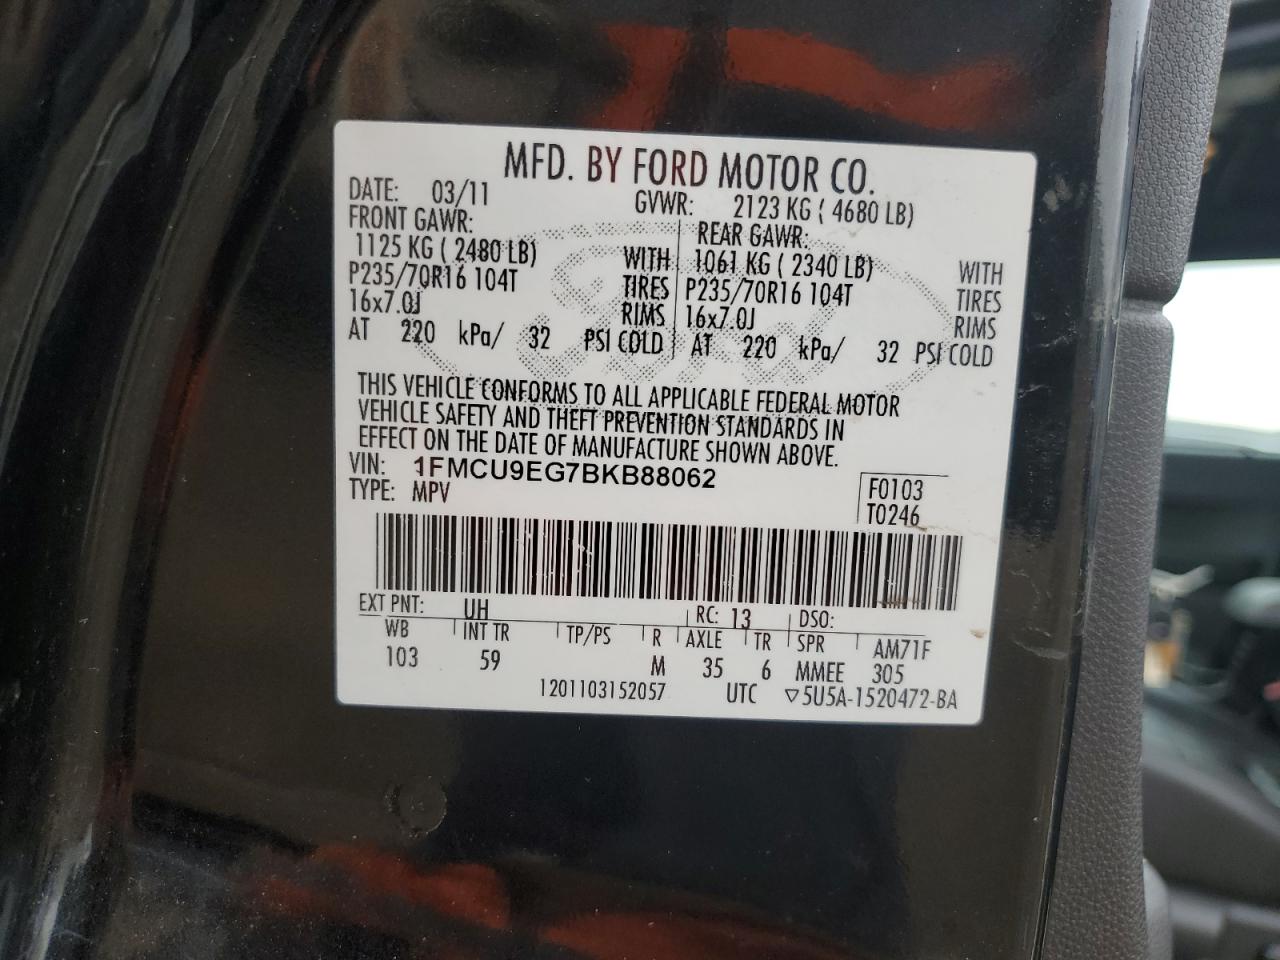 MFD. BY FORD MOTOR CO.
DATE: 03/11 GVWR: 2123 KG ( 4680 LB)
FRONT GAWR: REAR GAWR:
1125 KG ( 2480 LB) WITH 1061 KG ( 2340 LB) WITH
P235/70R16 104T TIRES P235/70R16 104T TIRES
16x7.0J RIMS 16x7.0J RIMS
AT 220 kPa/ 32 PSI COLD AT 220 kPa/ 32 PSI COLD
THIS VEHICLE CONFORMS TO ALL APPLICABLE FEDERAL MOTOR
VEHICLE SAFETY AND THEFT PREVENTION STANDARDS IN
EFFECT ON THE DATE OF MANUFACTURE SHOWN ABOVE.
VIN: 1FMCU9EG7BKB88062
TYPE: MPV
F0103
T0246
EXT PNT: UH RC: 13 DSO:
WB INT TR TP/PS R AXLE TR SPR AM71F
103 59 M 35 6 MMEE 305
1201103152057 UTC ▽5U5A-1520472-BA
Ford